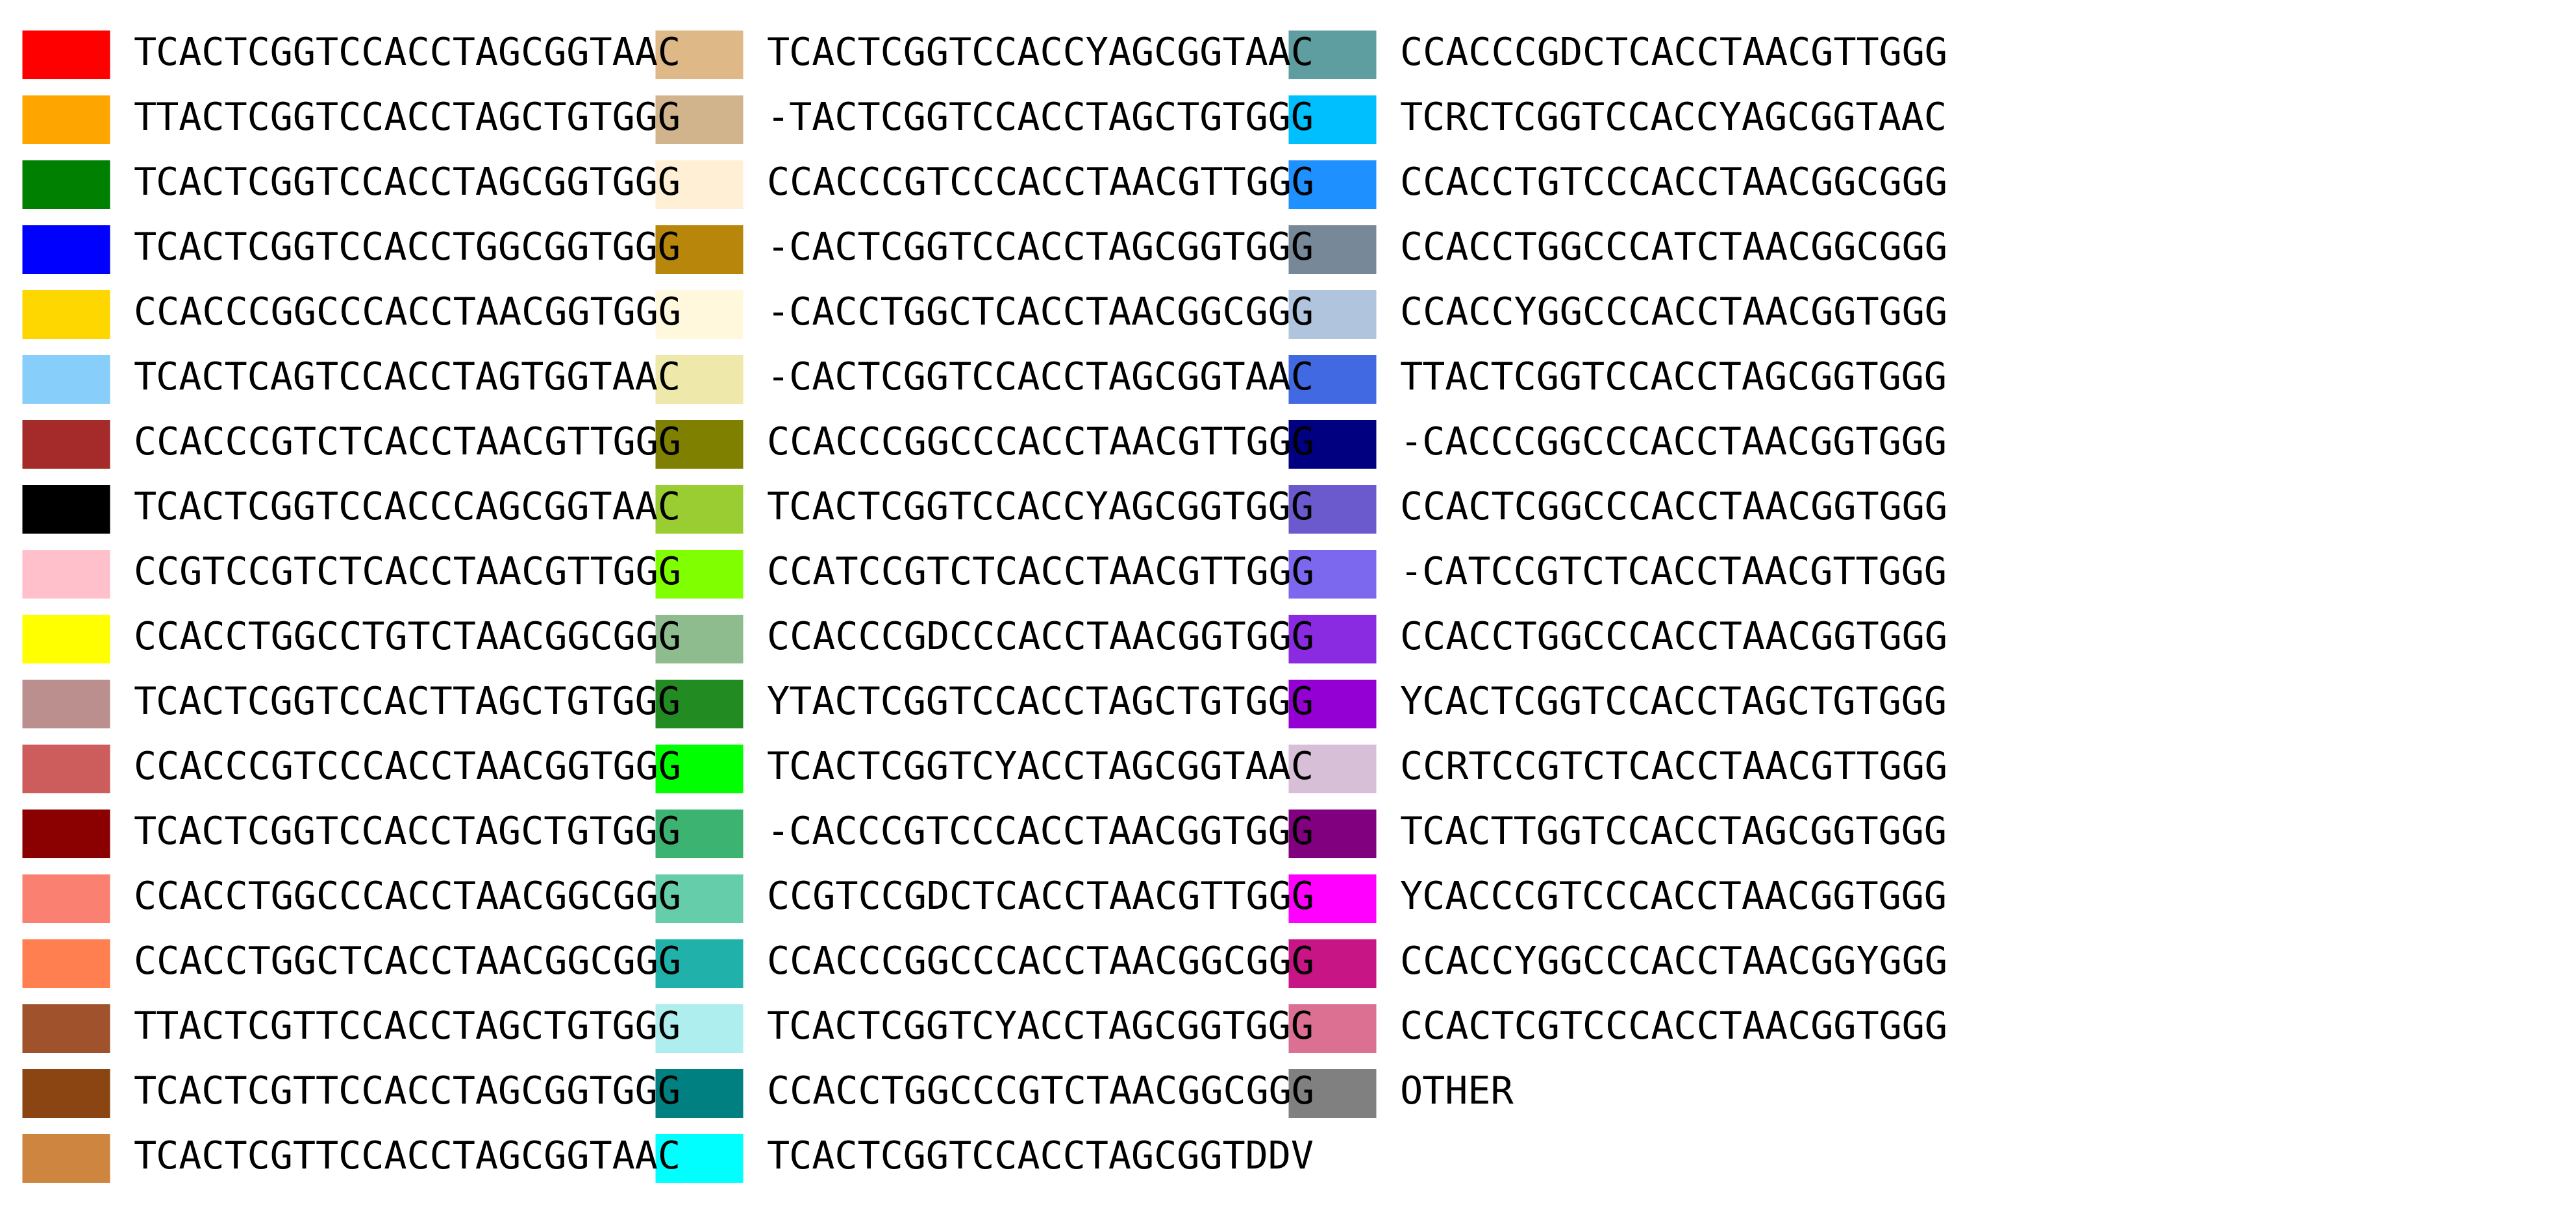 TCACTCGGTCCACCTAGCGGTAAC
TTACTCGGTCCACCTAGCTGTGGG
TCACTCGGTCCACCTAGCGGTGGG
TCACTCGGTCCACCTGGCGGTGGG
CCACCCGGCCCACCTAACGGTGGG
TCACTCAGTCCACCTAGTGGTAAC
CCACCCGTCTCACCTAACGTTGGG
TCACTCGGTCCACCCAGCGGTAAC
CCGTCCGTCTCACCTAACGTTGGG
CCACCTGGCCTGTCTAACGGCGGG
TCACTCGGTCCACTTAGCTGTGGG
CCACCCGTCCCACCTAACGGTGGG
TCACTCGGTCCACCTAGCTGTGGG
CCACCTGGCCCACCTAACGGCGGG
CCACCTGGCTCACCTAACGGCGGG
TTACTCGTTCCACCTAGCTGTGGG
TCACTCGTTCCACCTAGCGGTGGG
TCACTCGTTCCACCTAGCGGTAAC
TCACTCGGTCCACCYAGCGGTAAC
-TACTCGGTCCACCTAGCTGTGGG
CCACCCGTCCCACCTAACGTTGGG
-CACTCGGTCCACCTAGCGGTGGG
-CACCTGGCTCACCTAACGGCGGG
-CACTCGGTCCACCTAGCGGTAAC
CCACCCGGCCCACCTAACGTTGGG
TCACTCGGTCCACCYAGCGGTGGG
CCATCCGTCTCACCTAACGTTGGG
CCACCCGDCCCACCTAACGGTGGG
YTACTCGGTCCACCTAGCTGTGGG
TCACTCGGTCYACCTAGCGGTAAC
-CACCCGTCCCACCTAACGGTGGG
CCGTCCGDCTCACCTAACGTTGGG
CCACCCGGCCCACCTAACGGCGGG
TCACTCGGTCYACCTAGCGGTGGG
CCACCTGGCCCGTCTAACGGCGGG
TCACTCGGTCCACCTAGCGGTDDV
CCACCCGDCTCACCTAACGTTGGG
TCRCTCGGTCCACCYAGCGGTAAC
CCACCTGTCCCACCTAACGGCGGG
CCACCTGGCCCATCTAACGGCGGG
CCACCYGGCCCACCTAACGGTGGG
TTACTCGGTCCACCTAGCGGTGGG
-CACCCGGCCCACCTAACGGTGGG
CCACTCGGCCCACCTAACGGTGGG
-CATCCGTCTCACCTAACGTTGGG
CCACCTGGCCCACCTAACGGTGGG
YCACTCGGTCCACCTAGCTGTGGG
CCRTCCGTCTCACCTAACGTTGGG
TCACTTGGTCCACCTAGCGGTGGG
YCACCCGTCCCACCTAACGGTGGG
CCACCYGGCCCACCTAACGGYGGG
CCACTCGTCCCACCTAACGGTGGG
OTHER